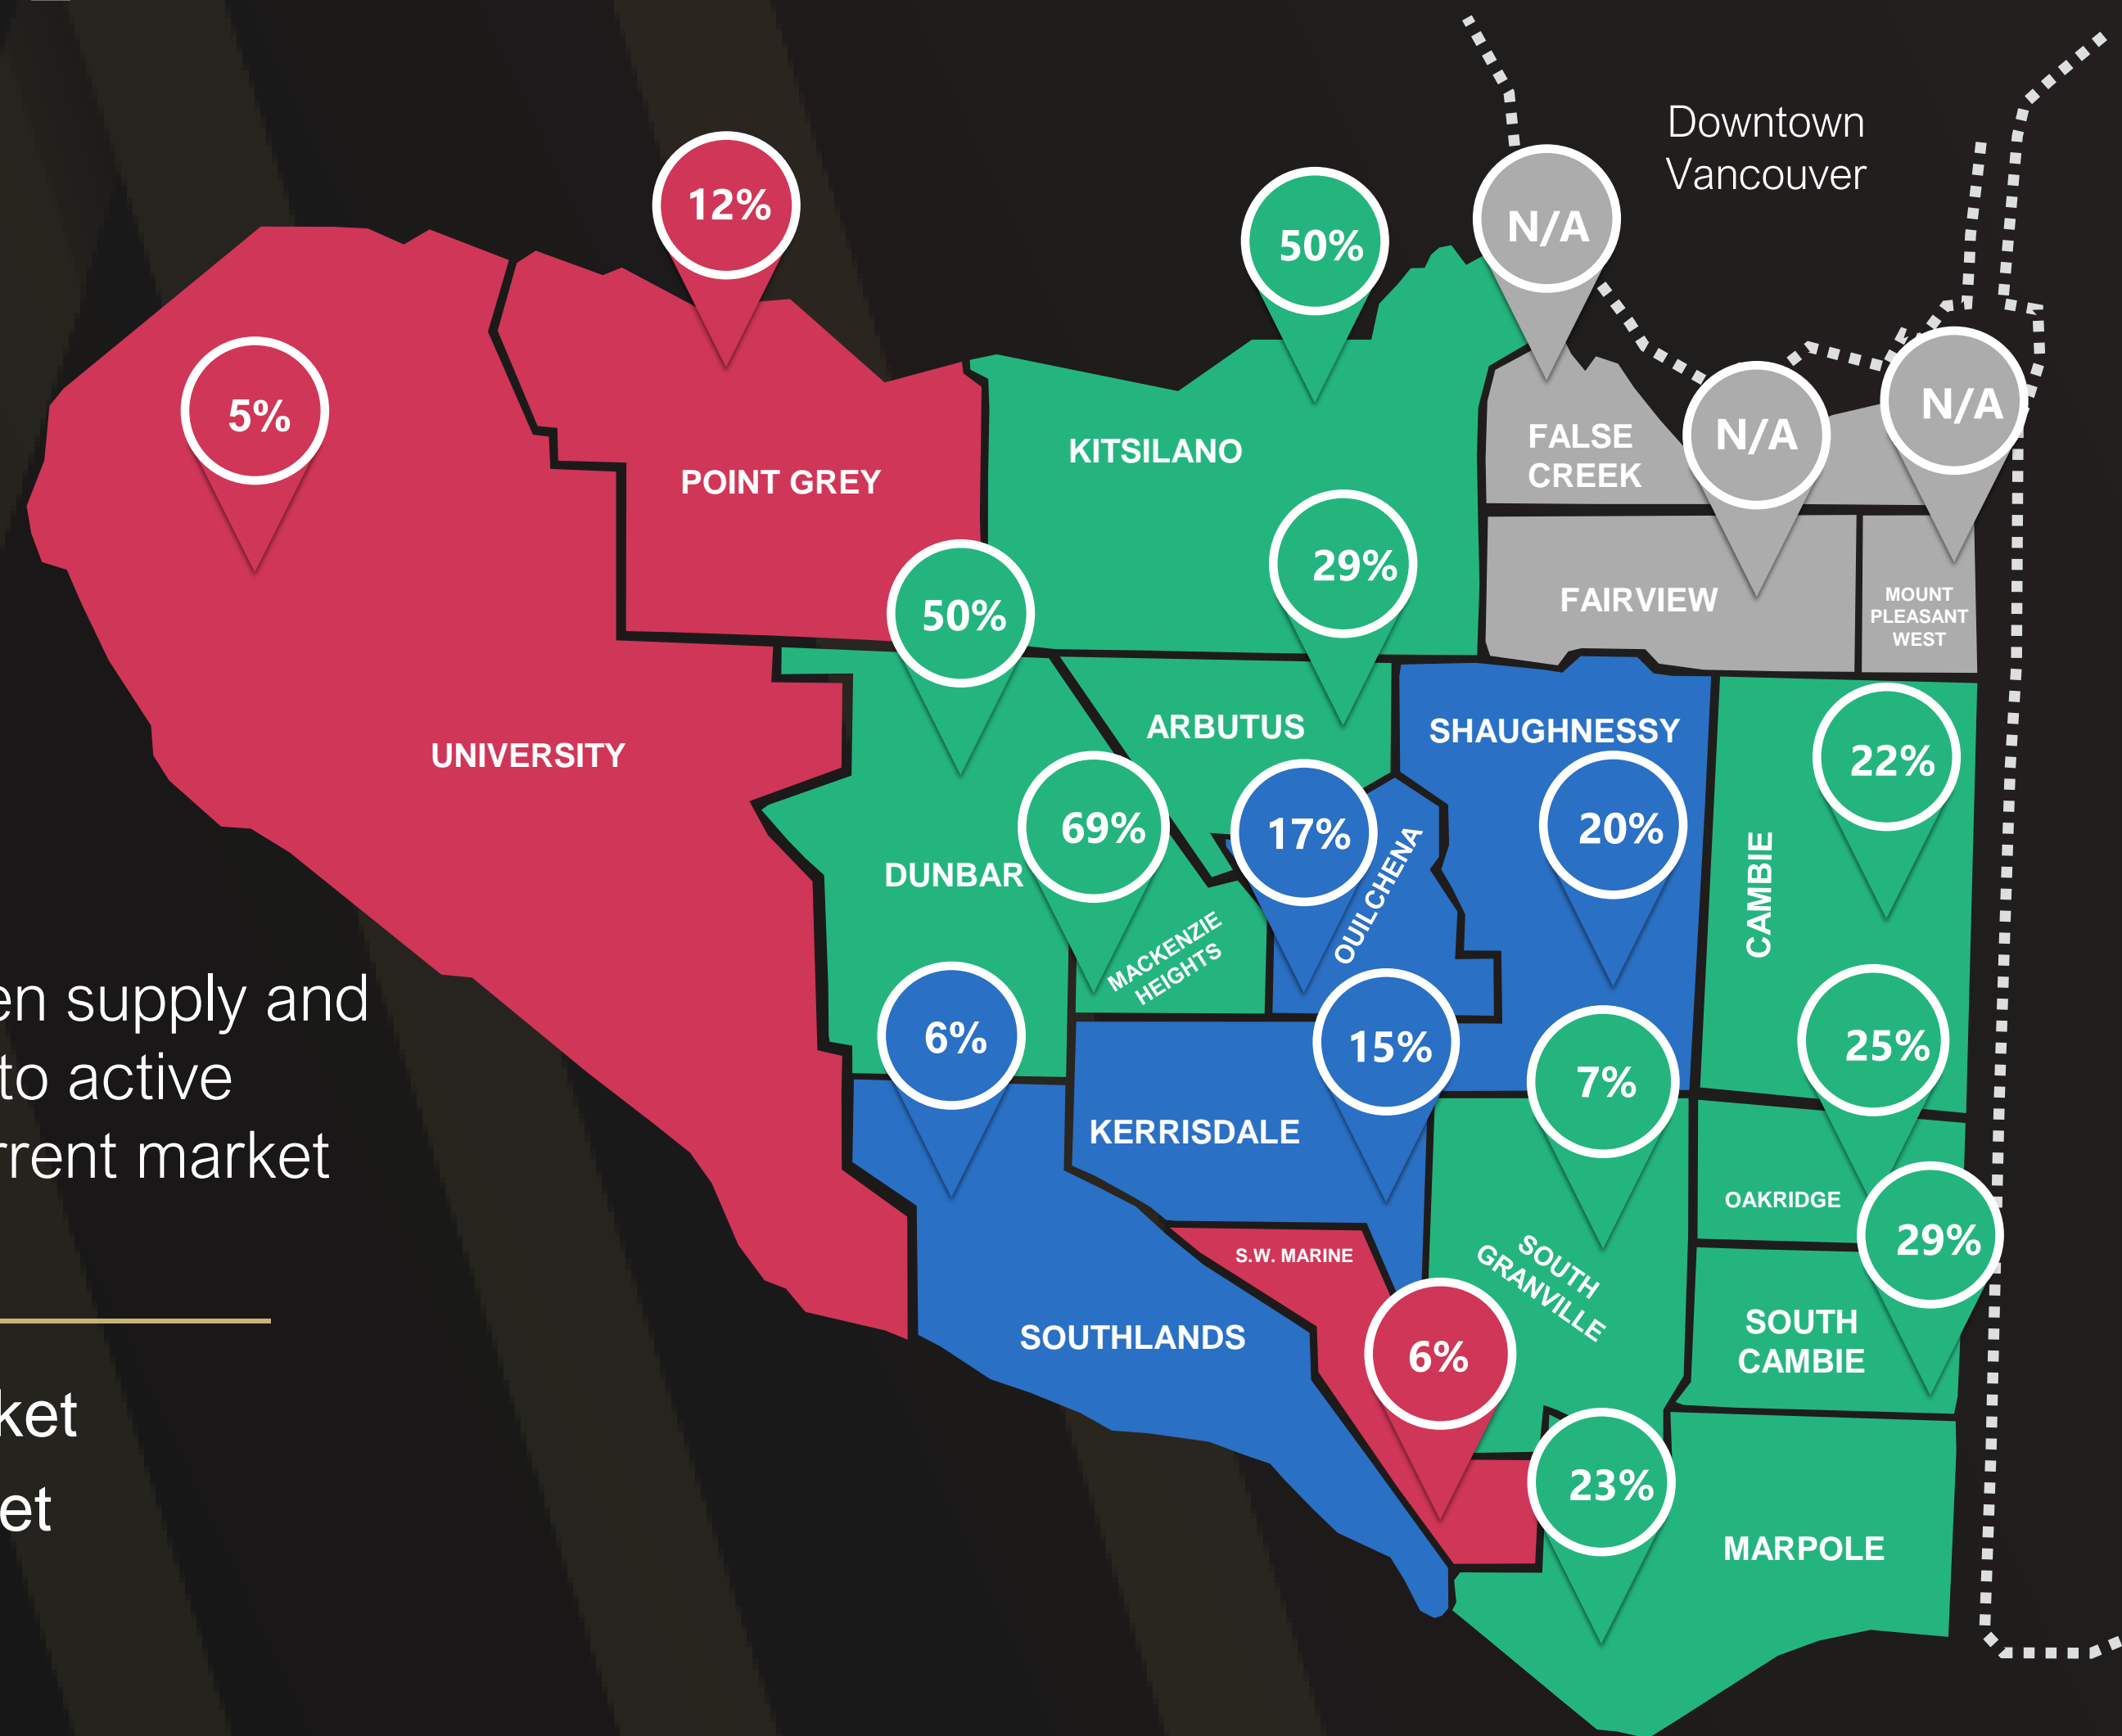 Downtown
Vancouver
12%
50%
N/A
5%
N/A
N/A
KITSILANO
FALSE
CREEK
POINT GREY
29%
50%
FAIRVIEW
MOUNT
PLEASANT
WEST
ARBUTUS
SHAUGHNESSY
UNIVERSITY
22%
69%
17%
20%
DUNBAR
QUILCHENA
CAMBIE
MACKENZIE
HEIGHTS
en supply and
to active
rrent market
6%
15%
7%
25%
KERRISDALE
OAKRIDGE
S.W. MARINE
SOUTH
GRANVILLE
29%
SOUTHLANDS
SOUTH
CAMBIE
6%
ket
et
23%
MARPOLE